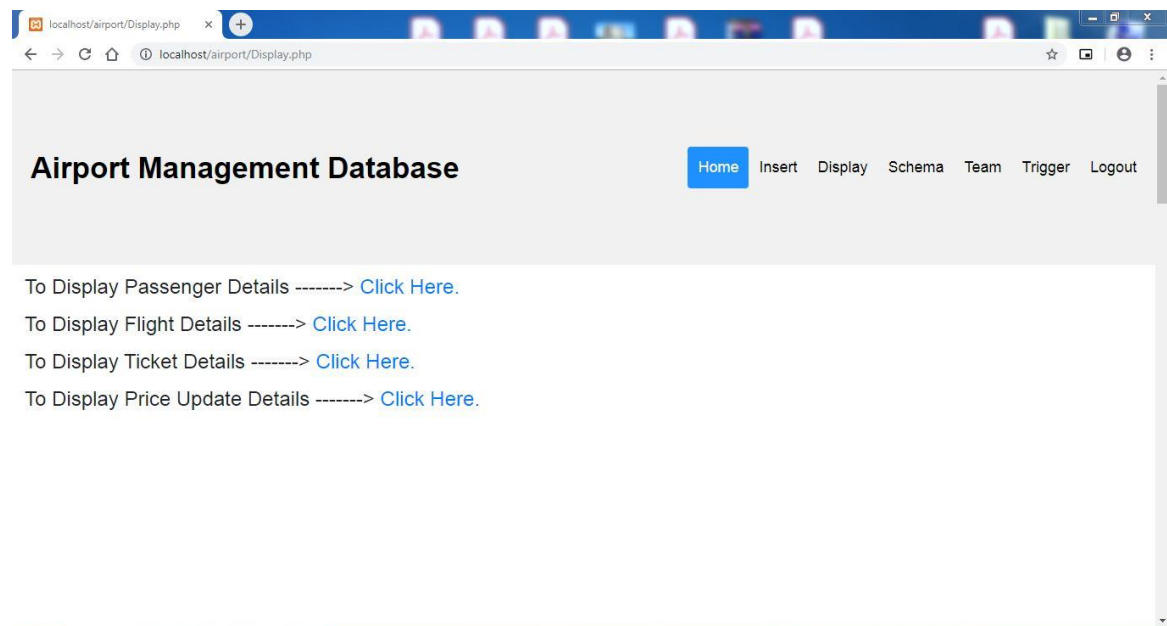 localhost/airport/Display.php
localhost/airport/Display.php
Airport Management Database
Home Insert Display Schema Team Trigger Logout
To Display Passenger Details -------> Click Here.
To Display Flight Details -------> Click Here.
To Display Ticket Details -------> Click Here.
To Display Price Update Details -------> Click Here.